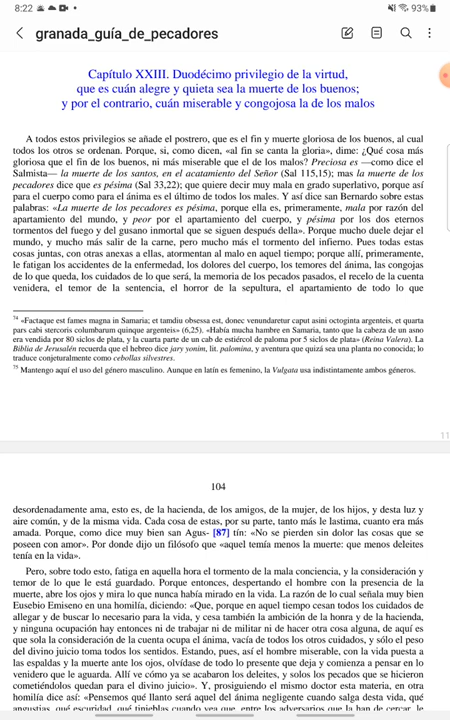 8:22
93%
granada_guía_de_pecadores
Capítulo XXIII. Duodécimo privilegio de la virtud,
que es cuán alegre y quieta sea la muerte de los buenos;
y por el contrario, cuán miserable y congojosa la de los malos
A todos estos privilegios se añade el postrero, que es el fin y muerte gloriosa de los buenos, al cual
todos los otros se ordenan. Porque, si, como dicen, «al fin se canta la gloria», dime: ¿Qué cosa más
gloriosa que el fin de los buenos, ni más miserable que el de los malos? Preciosa es —como dice el
Salmista— la muerte de los santos, en el acatamiento del Señor (Sal 115,15); mas la muerte de los
pecadores dice que es pésima (Sal 33,22); que quiere decir muy mala en grado superlativo, porque así
para el cuerpo como para el ánima es el último de todos los males. Y así dice san Bernardo sobre estas
palabras: «La muerte de los pecadores es pésima, porque ella es, primeramente, mala por razón del
apartamiento del mundo, y peor por el apartamiento del cuerpo, y pésima por los dos eternos
tormentos del fuego y del gusano inmortal que se siguen después della». Porque mucho duele dejar el
mundo, y mucho más salir de la carne, pero mucho más el tormento del infierno. Pues todas estas
cosas juntas, con otras anexas a ellas, atormentan al malo en aquel tiempo; porque allí, primeramente,
le fatigan los accidentes de la enfermedad, los dolores del cuerpo, los temores del ánima, las congojas
de lo que queda, los cuidados de lo que será, la memoria de los pecados pasados, el recelo de la cuenta
venidera, el temor de la sentencia, el horror de la sepultura, el apartamiento de todo lo que
74 «Factaque est fames magna in Samaria; et tamdiu obsessa est, donec venundaretur caput asini octoginta argenteis, et quarta
pars cabi stercoris columbarum quinque argenteis» (6,25). «Había mucha hambre en Samaria, tanto que la cabeza de un asno
era vendida por 80 siclos de plata, y la cuarta parte de un cab de estiércol de paloma por 5 siclos de plata» (Reina Valera). La
Biblia de Jerusalén recuerda que el hebreo dice jary yonim, lit. palomina, y aventura que quizá sea una planta no conocida; lo
traduce conjeturalmente como cebollas silvestres.
75 Mantengo aquí el uso del género masculino. Aunque en latín es femenino, la Vulgata usa indistintamente ambos géneros.
11
104
desordenadamente ama, esto es, de la hacienda, de los amigos, de la mujer, de los hijos, y desta luz y
aire común, y de la misma vida. Cada cosa de estas, por su parte, tanto más le lastima, cuanto era más
amada. Porque, como dice muy bien san Agus- [87] tín: «No se pierden sin dolor las cosas que se
poseen con amor». Por donde dijo un filósofo que «aquel temía menos la muerte: que menos deleites
tenía en la vida».
Pero, sobre todo esto, fatiga en aquella hora el tormento de la mala conciencia, y la consideración y
temor de lo que le está guardado. Porque entonces, despertando el hombre con la presencia de la
muerte, abre los ojos y mira lo que nunca había mirado en la vida. La razón de lo cual señala muy bien
Eusebio Emiseno en una homilía, diciendo: «Que, porque en aquel tiempo cesan todos los cuidados de
allegar y de buscar lo necesario para la vida, y cesa también la ambición de la honra y de la hacienda,
y ninguna ocupación hay entonces ni de trabajar ni de militar ni de hacer otra cosa alguna, de aquí es
que sola la consideración de la cuenta ocupa el ánima, vacía de todos los otros cuidados, y sólo el peso
del divino juicio toma todos los sentidos. Estando, pues, así el hombre miserable, con la vida puesta a
las espaldas y la muerte ante los ojos, olvídase de todo lo presente que deja y comienza a pensar en lo
venidero que le aguarda. Allí ve cómo ya se acabaron los deleites, y solos los pecados que se hicieron
cometiéndolos quedan para el divino juicio». Y, prosiguiendo el mismo doctor esta materia, en otra
homilía dice así: «Pensemos qué llanto será aquel del ánima negligente cuando salga desta vida, qué
angustias, qué escuridad, qué tinieblas cuando vea que, entre los adversarios que la han de cercar, le